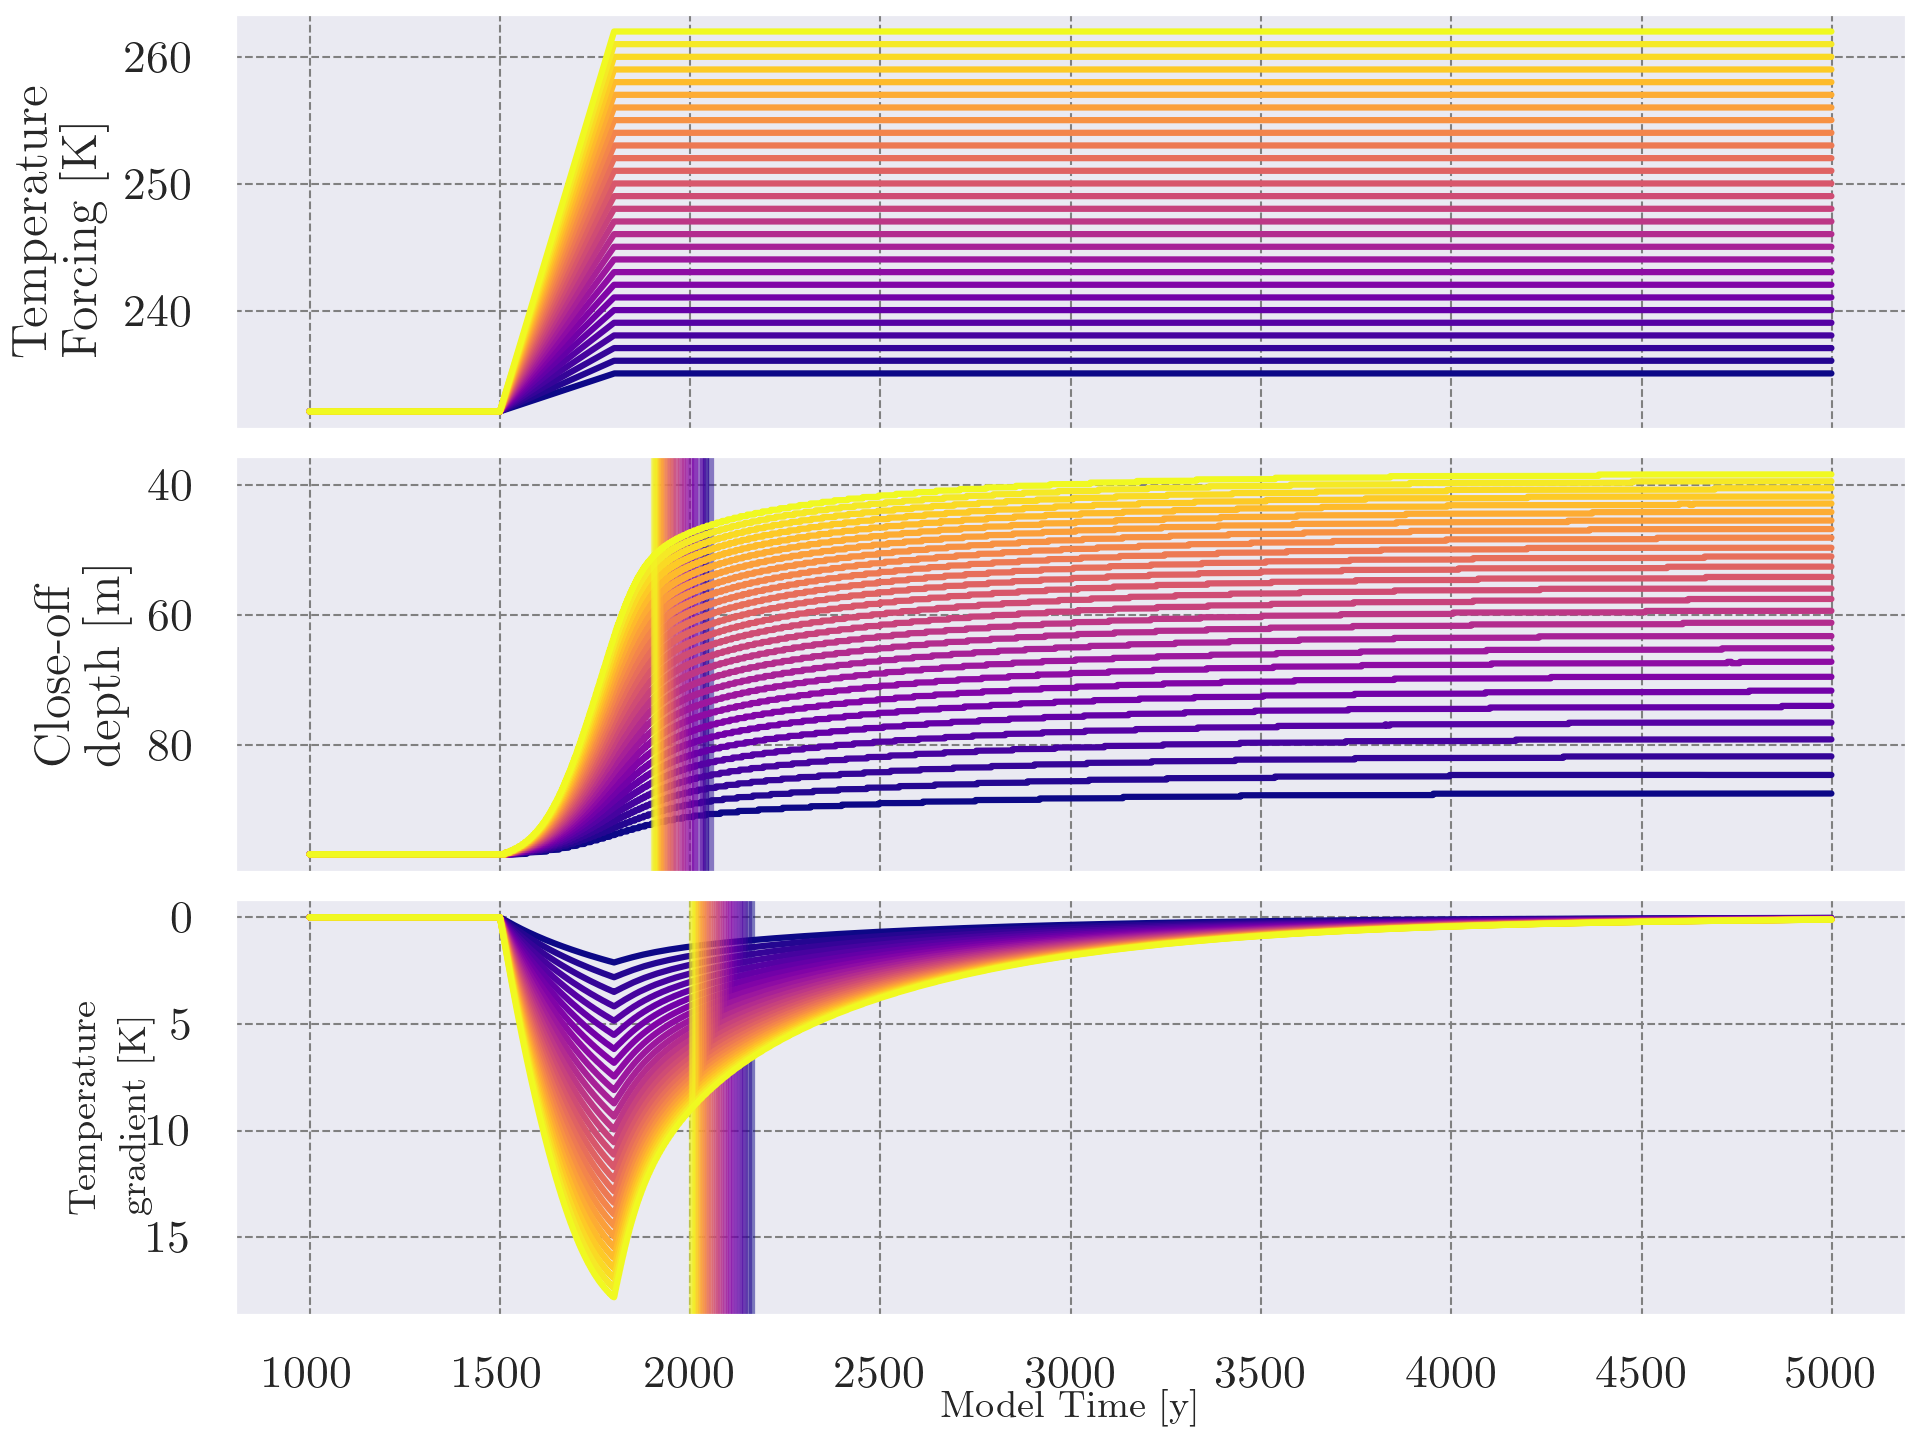 Temperature
Forcing [K]
260
250
240
Close-off
depth [m]
40
60
80
Temperature
gradient [K]
0
5
10
15
1000 1500 2000 2500 3000 3500 4000 4500 5000
Model Time [y]